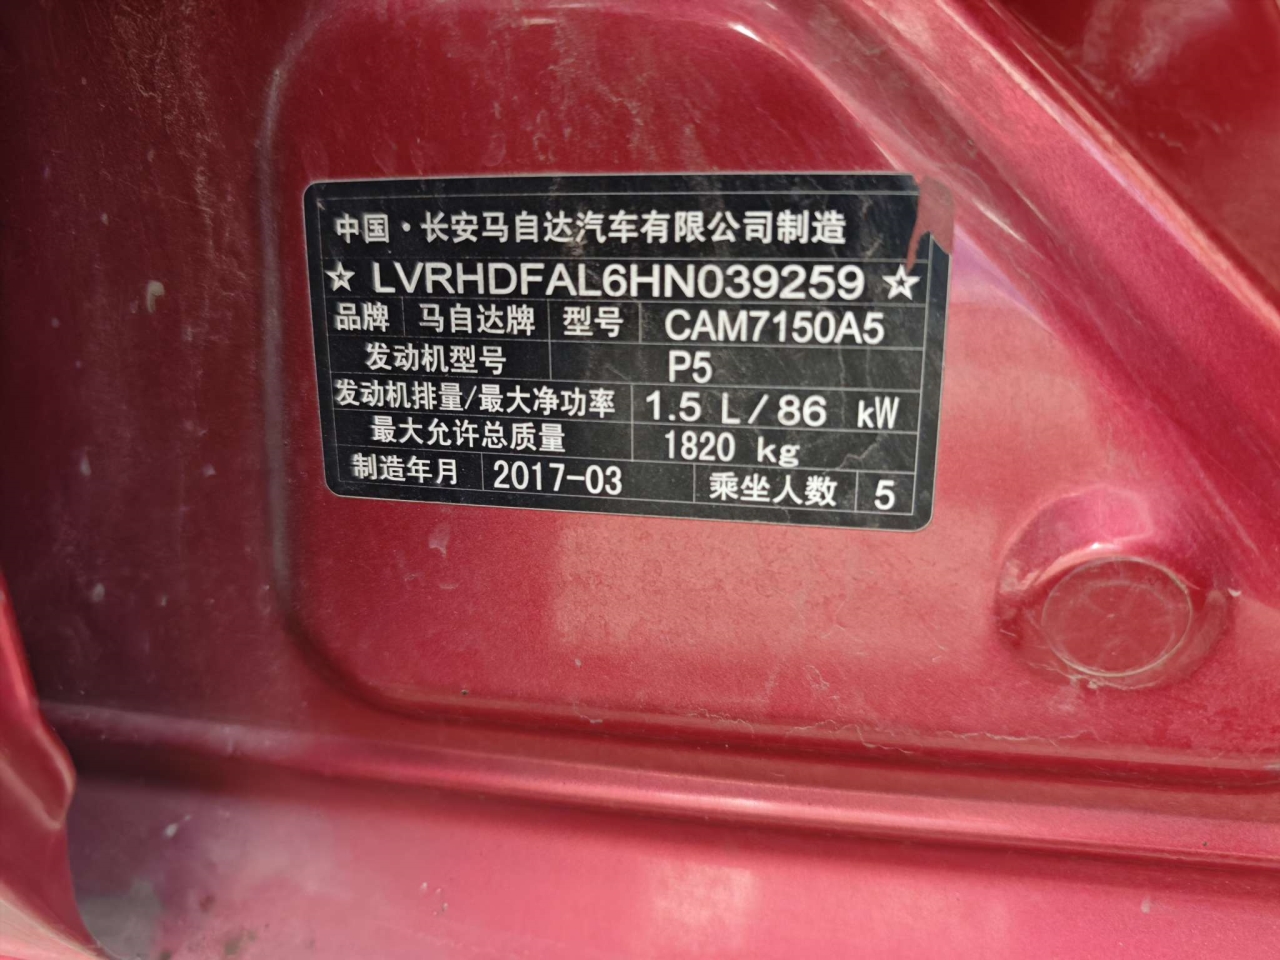 中国·长安马自达汽车有限公司制造
☆ LVRHDFAL6HN039259 ☆
品牌 马自达牌 型号 CAM7150A5
发动机型号 P5
发动机排量/最大净功率 1.5 L/86 kW
最大允许总质量 1820 kg
制造年月 2017-03 乘坐人数 5